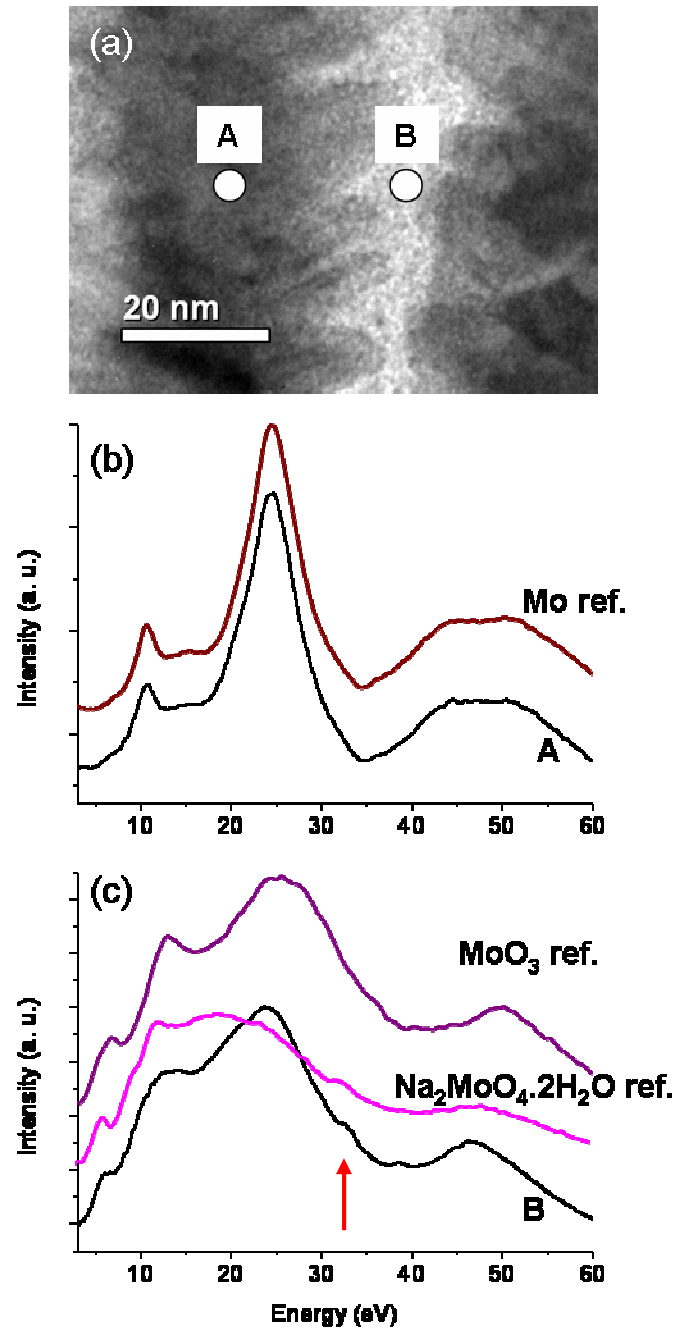 (a)
A
B
20 nm
(b)
Intensity (a. u.)
Mo ref.
A
10 20 30 40 50 60
(c)
Intensity (a. u.)
MoO₃ ref.
Na₂MoO₄.2H₂O ref.
B
10 20 30 40 50 60
Energy (eV)